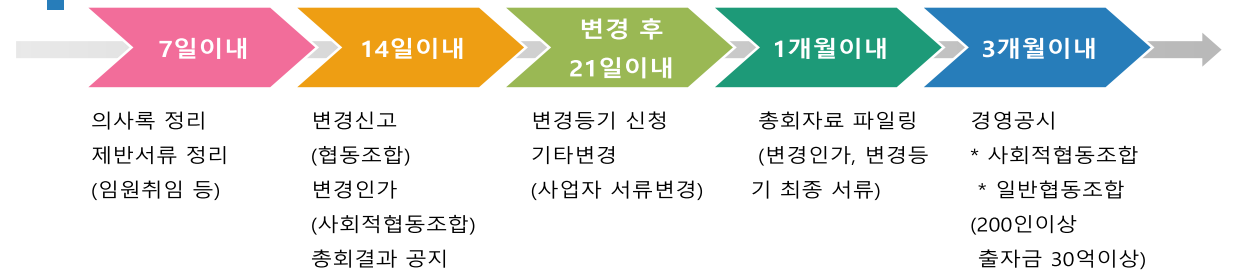 7일이내
14일이내
변경 후
21일이내
1개월이내
3개월이내
의사록 정리
제반서류 정리
(임원취임 등)
변경신고
(협동조합)
변경인가
(사회적협동조합)
총회결과 공지
변경등기 신청
기타변경
(사업자 서류변경)
총회자료 파일링
(변경인가, 변경등
기 최종 서류)
경영공시
* 사회적협동조합
* 일반협동조합
(200인이상
출자금 30억이상)